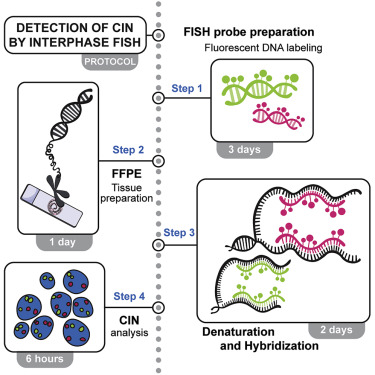 DETECTION OF CIN
BY INTERPHASE FISH
PROTOCOL
FISH probe preparation
Fluorescent DNA labeling
Step 1
3 days
Step 2
FFPE
Tissue
preparation
1 day
Step 3
Denaturation
and Hybridization
2 days
Step 4
CIN
analysis
6 hours